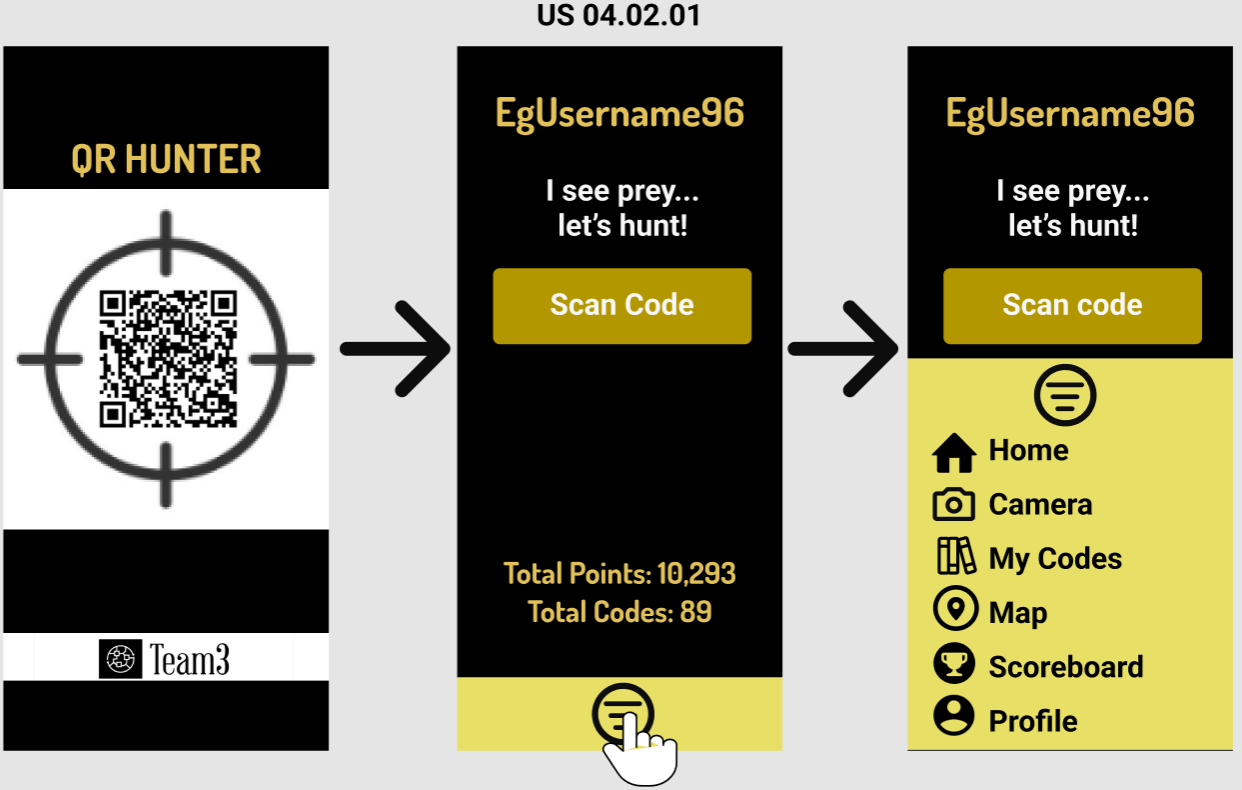 US 04.02.01
QR HUNTER
Team3
EgUsername96
I see prey...
let's hunt!
Scan Code
Total Points: 10,293
Total Codes: 89
EgUsername96
I see prey...
let's hunt!
Scan code
Home
Camera
My Codes
Map
Scoreboard
Profile